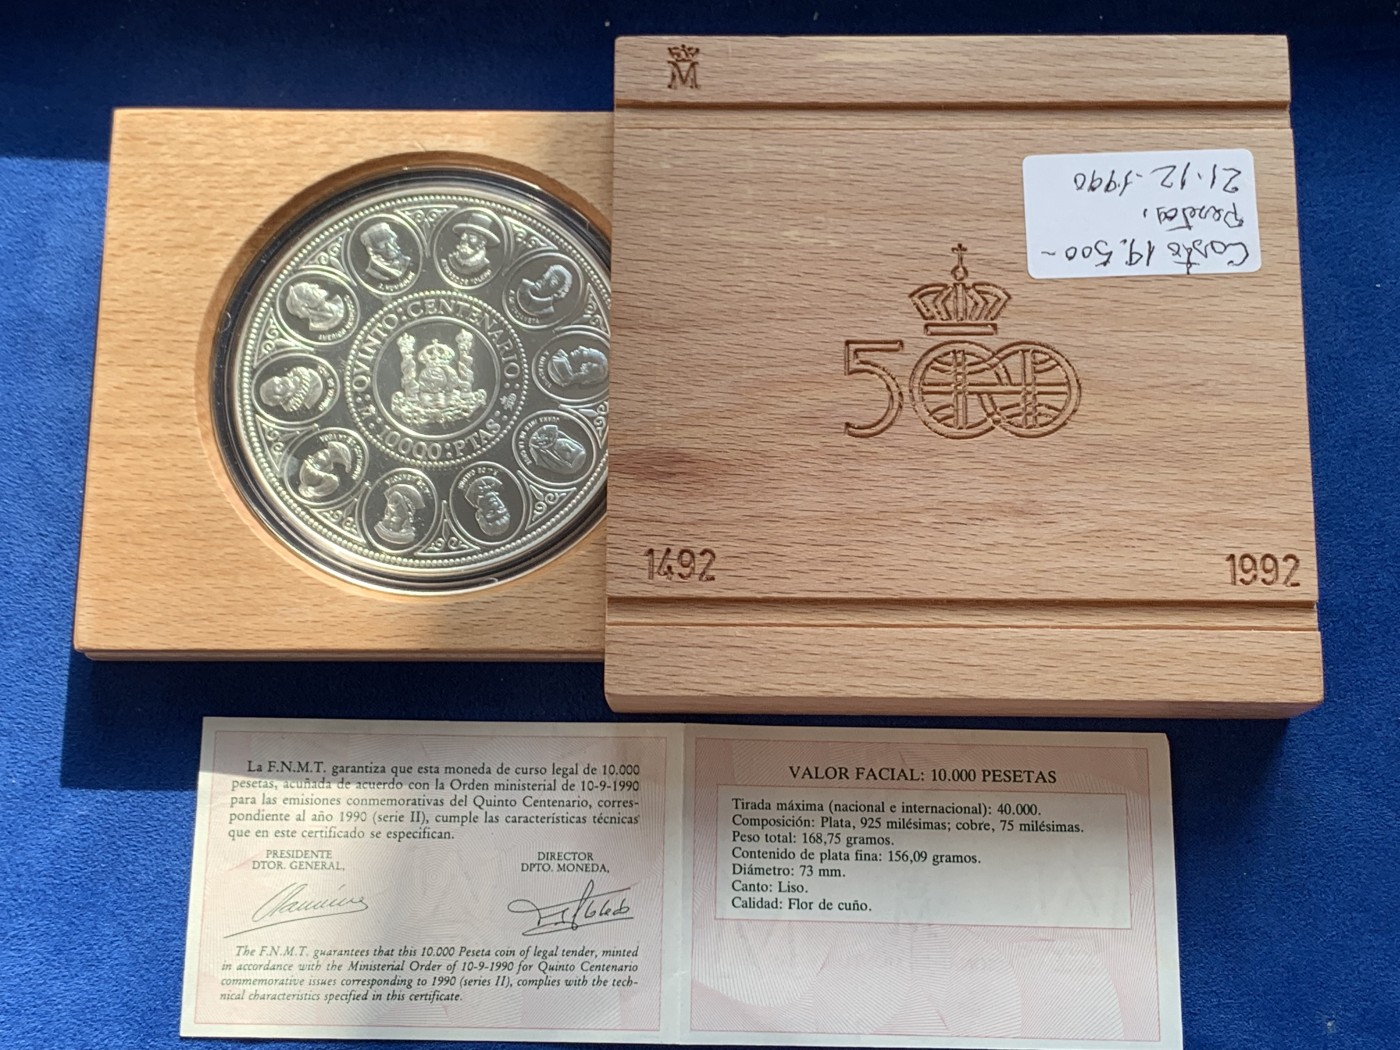 M
Costo 19.500-
Pesetas,
21.12.1990
500
1492
1992
QVINTO:CENTENARIO:
10000:PTAS:
M
La F.N.M.T. garantiza que esta moneda de curso legal de 10.000
pesetas, acuñada de acuerdo con la Orden ministerial de 10-9-1990
para las emisiones conmemorativas del Quinto Centenario, corres-
pondiente al año 1990 (serie II), cumple las características técnicas
que en este certificado se especifican.
PRESIDENTE
DTOR. GENERAL,
DIRECTOR
DPTO. MONEDA,
The F.N.M.T. guarantees that this 10.000 Peseta coin of legal tender, minted
in accordance with the Ministerial Order of 10-9-1990 for Quinto Centenario
commemorative issues corresponding to 1990 (series II), complies with the tech-
nical characteristics specified in this certificate.
VALOR FACIAL: 10.000 PESETAS
Tirada máxima (nacional e internacional): 40.000.
Composición: Plata, 925 milésimas; cobre, 75 milésimas.
Peso total: 168,75 gramos.
Contenido de plata fina: 156,09 gramos.
Diámetro: 73 mm.
Canto: Liso.
Calidad: Flor de cuño.